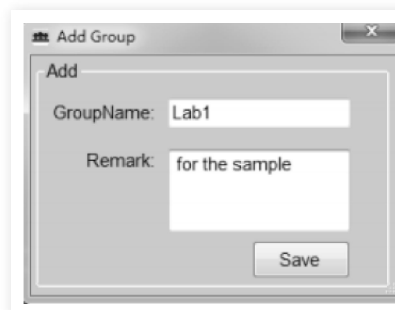 Add Group
Add
GroupName: Lab1
Remark: for the sample
Save